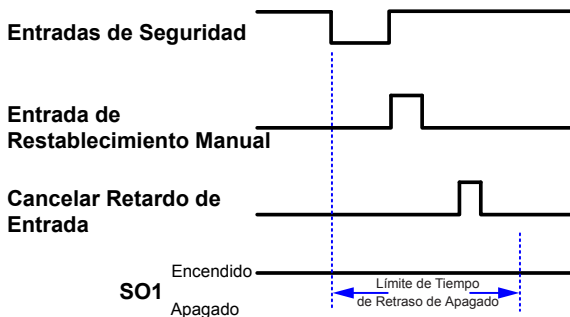 Entradas de Seguridad
Entrada de
Restablecimiento Manual
Cancelar Retardo de
Entrada
Encendido
SO1
Apagado
Límite de Tiempo
de Retraso de Apagado